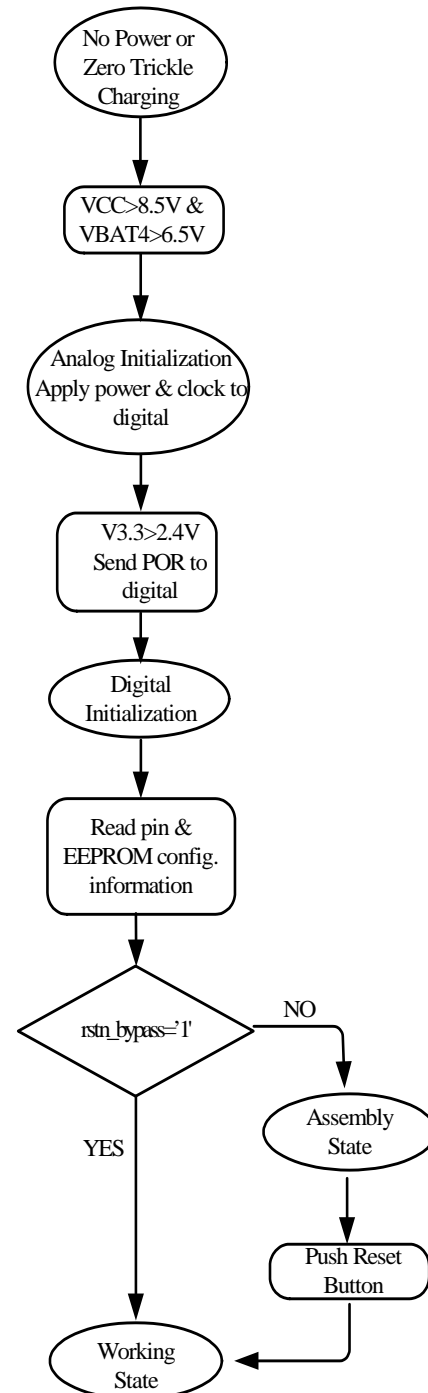 No Power or
Zero Trickle
Charging
VCC>8.5V &
VBAT4>6.5V
Analog Initialization
Apply power & clock to
digital
V3.3>2.4V
Send POR to
digital
Digital
Initialization
Read pin &
EEPROM config.
information
rstn_bypass='1'
NO
Assembly
State
YES
Push Reset
Button
Working
State